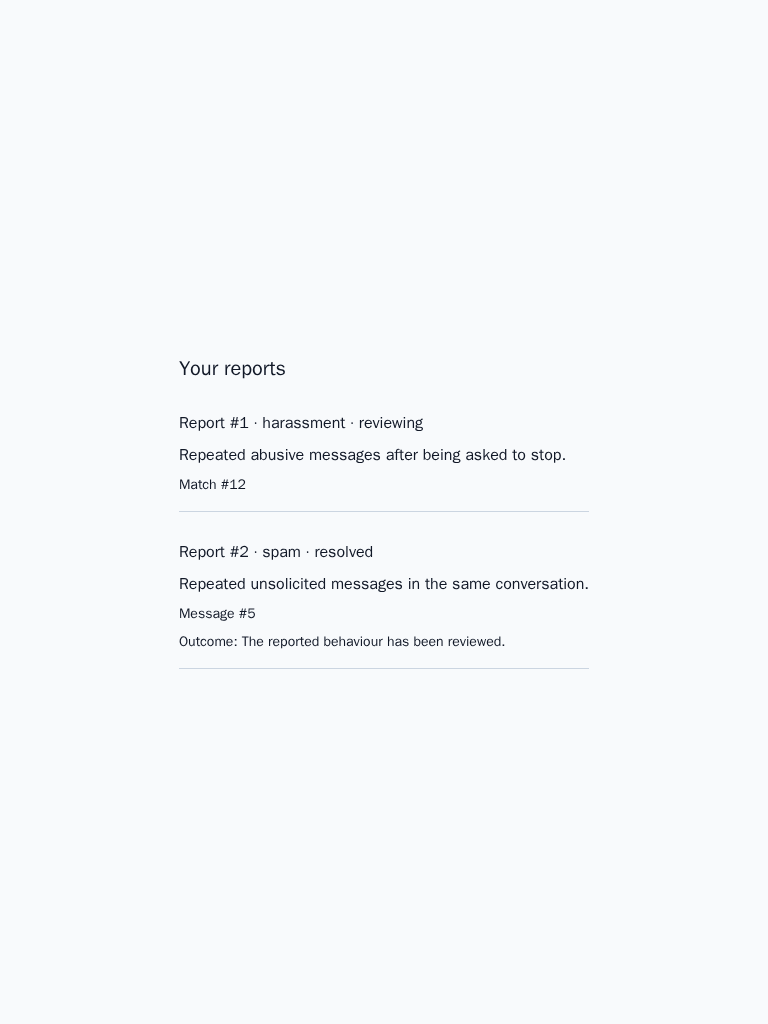 Your reports
Report #1 · harassment · reviewing
Repeated abusive messages after being asked to stop.
Match #12
Report #2 · spam · resolved
Repeated unsolicited messages in the same conversation.
Message #5
Outcome: The reported behaviour has been reviewed.